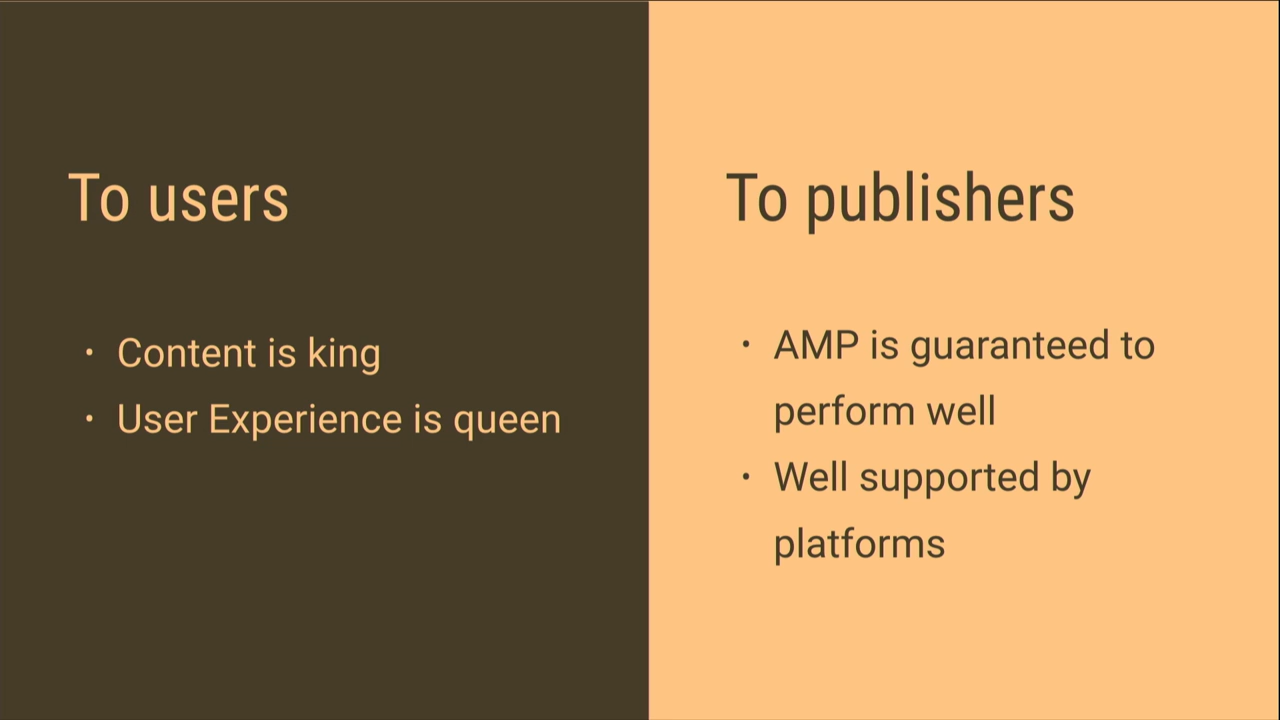 To users
· Content is king
· User Experience is queen
To publishers
· AMP is guaranteed to
perform well
· Well supported by
platforms